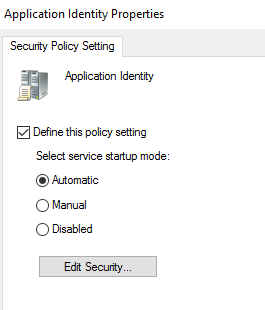 Application Identity Properties
Security Policy Setting
Application Identity
Define this policy setting
Select service startup mode:
Automatic
Manual
Disabled
Edit Security...